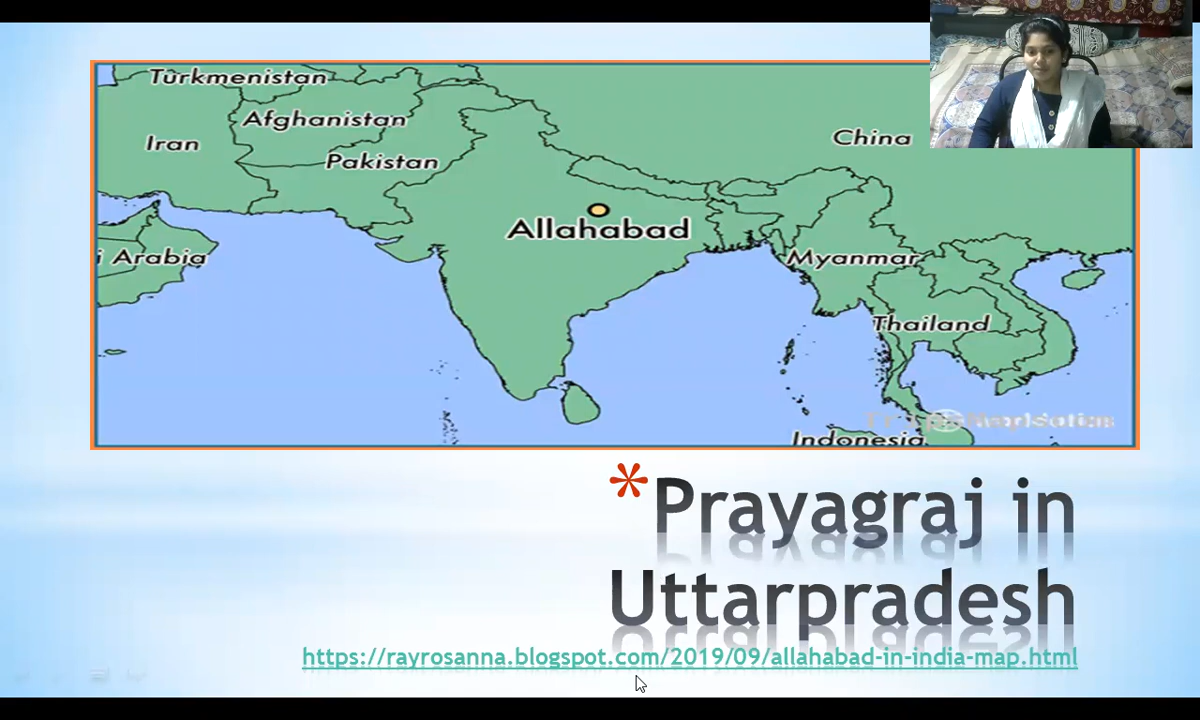 Turkmenistan
Afghanistan
Iran
China
Pakistan
Allahabad
i Arabia
Myanmar
Thailand
Indonesia
*Prayagraj in
Uttarpradesh
https://rayrosanna.blogspot.com/2019/09/allahabad-in-india-map.html